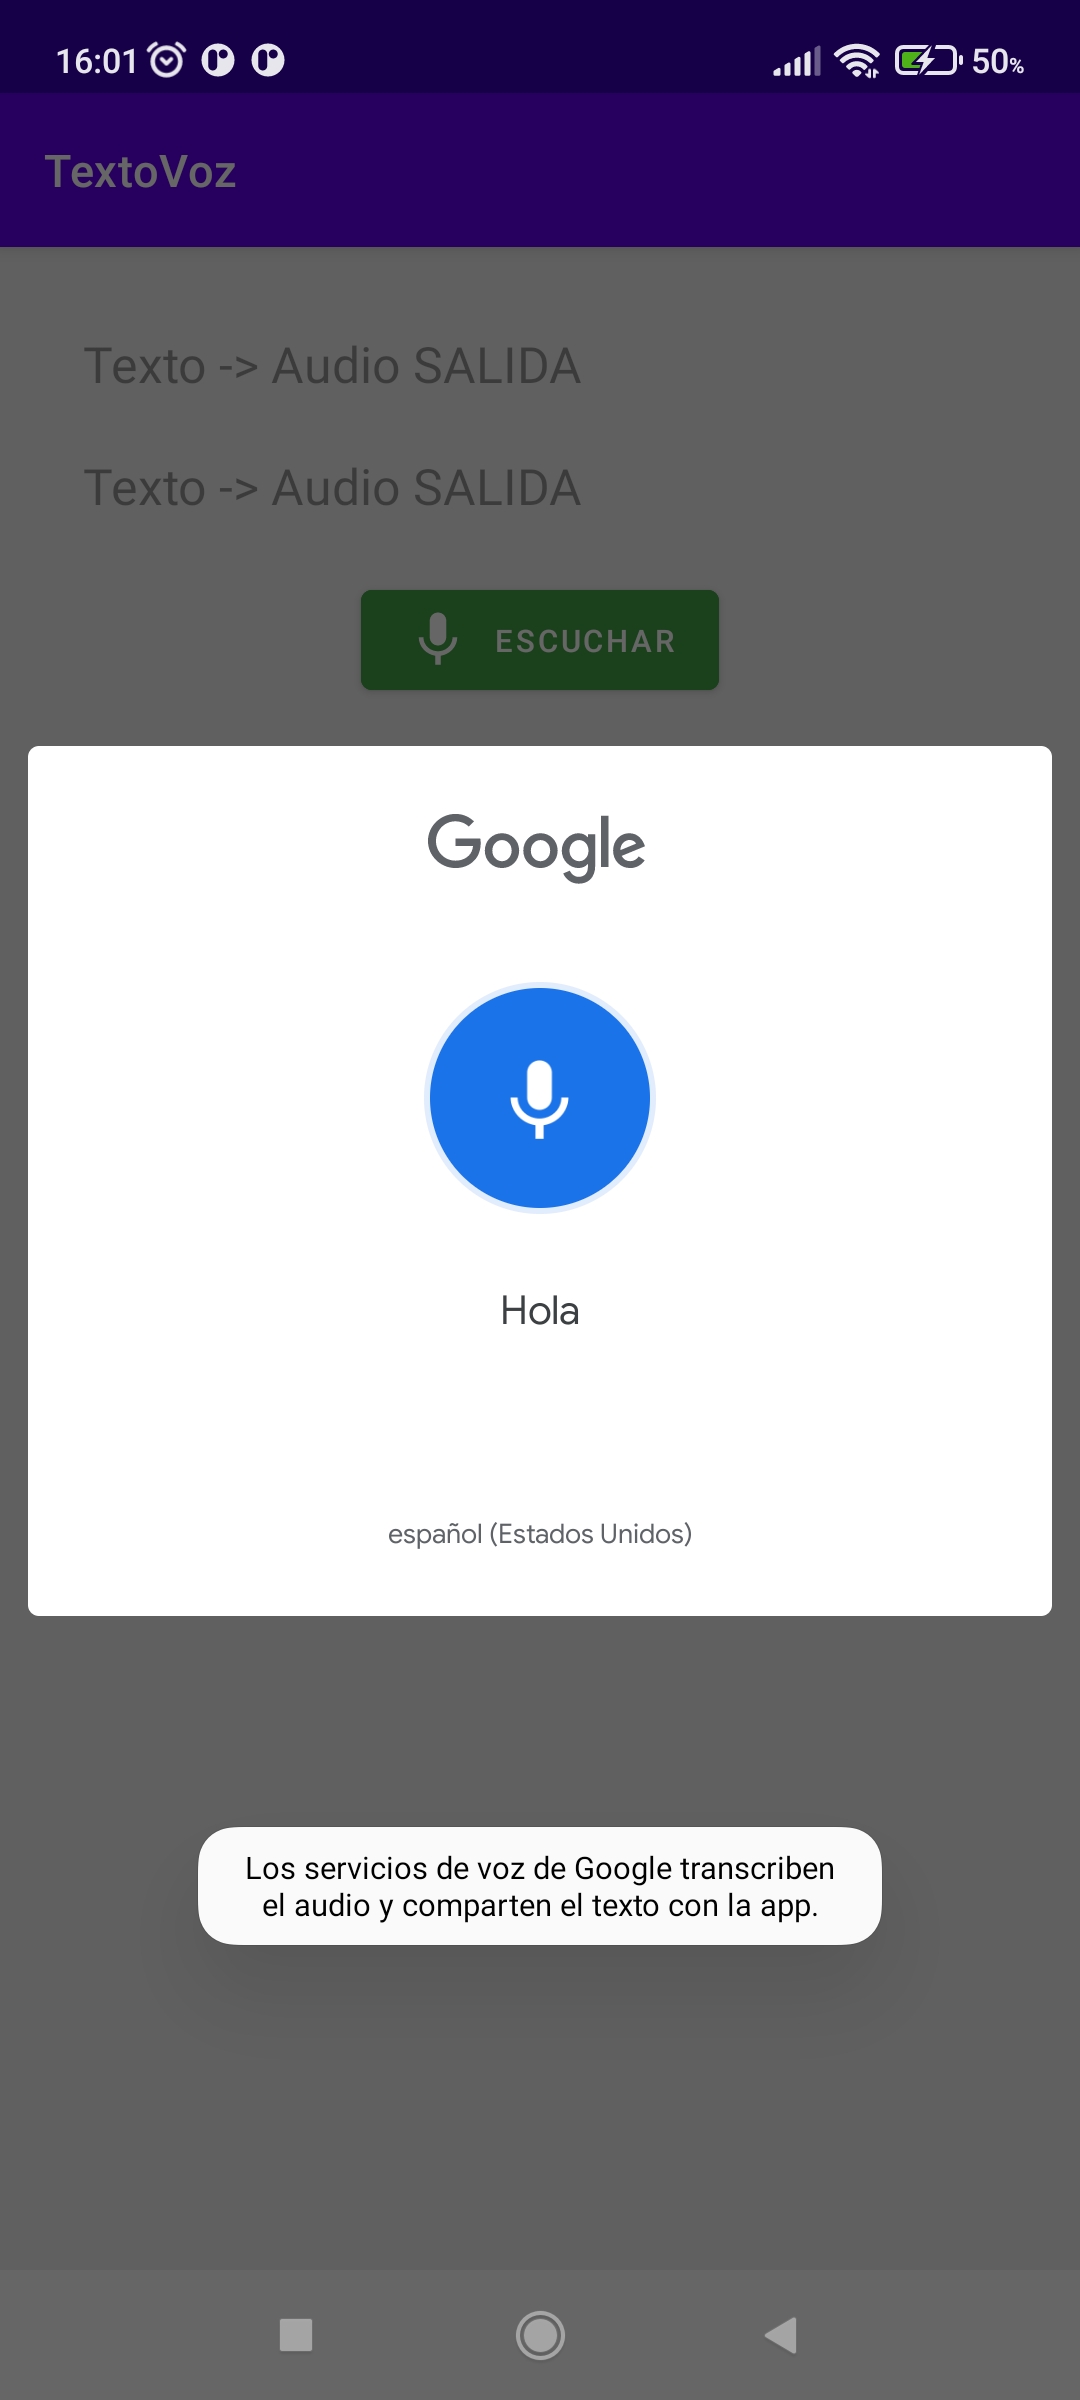 16:01
50%
TextoVoz
Texto -> Audio SALIDA
Texto -> Audio SALIDA
ESCUCHAR
Google
Hola
español (Estados Unidos)
Los servicios de voz de Google transcriben
el audio y comparten el texto con la app.